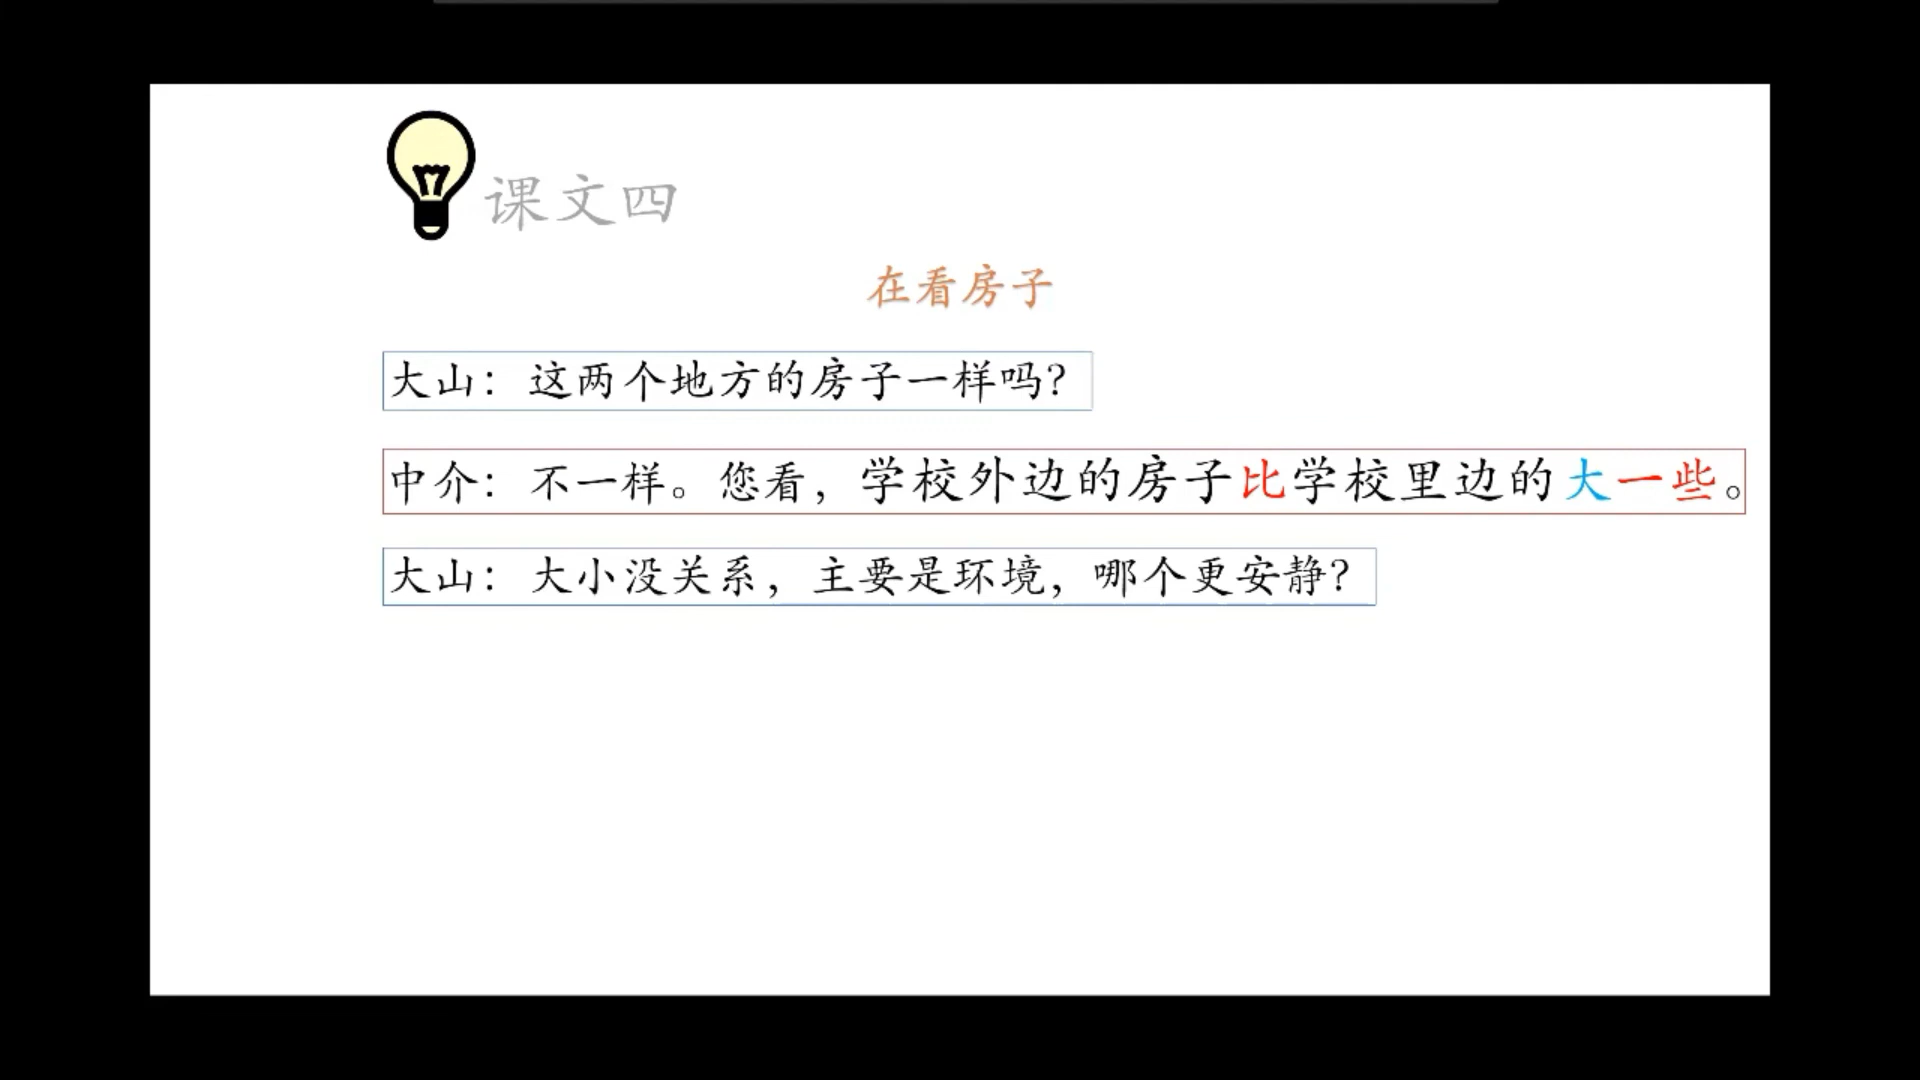 课文四
在看房子
大山：这两个地方的房子一样吗？
中介：不一样。您看，学校外边的房子比学校里边的大一些。
大山：大小没关系，主要是环境，哪个更安静？